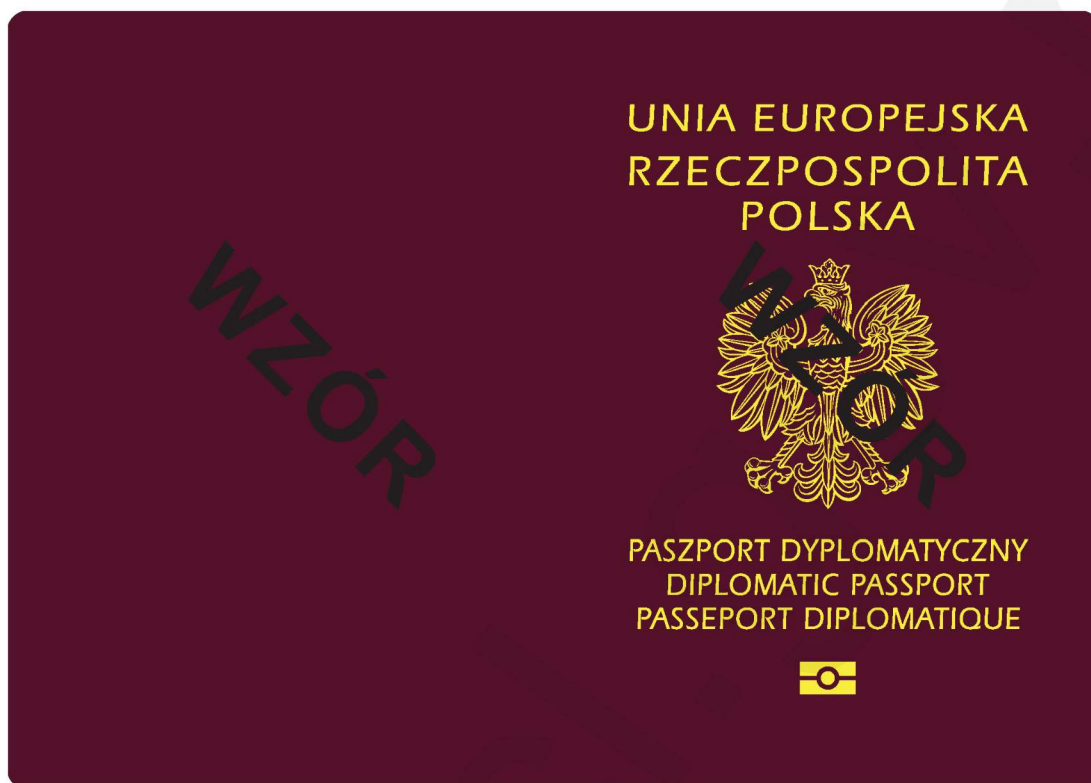 WZÓR
UNIA EUROPEJSKA
RZECZPOSPOLITA
POLSKA
WZÓR
PASZPORT DYPLOMATYCZNY
DIPLOMATIC PASSPORT
PASSEPORT DIPLOMATIQUE